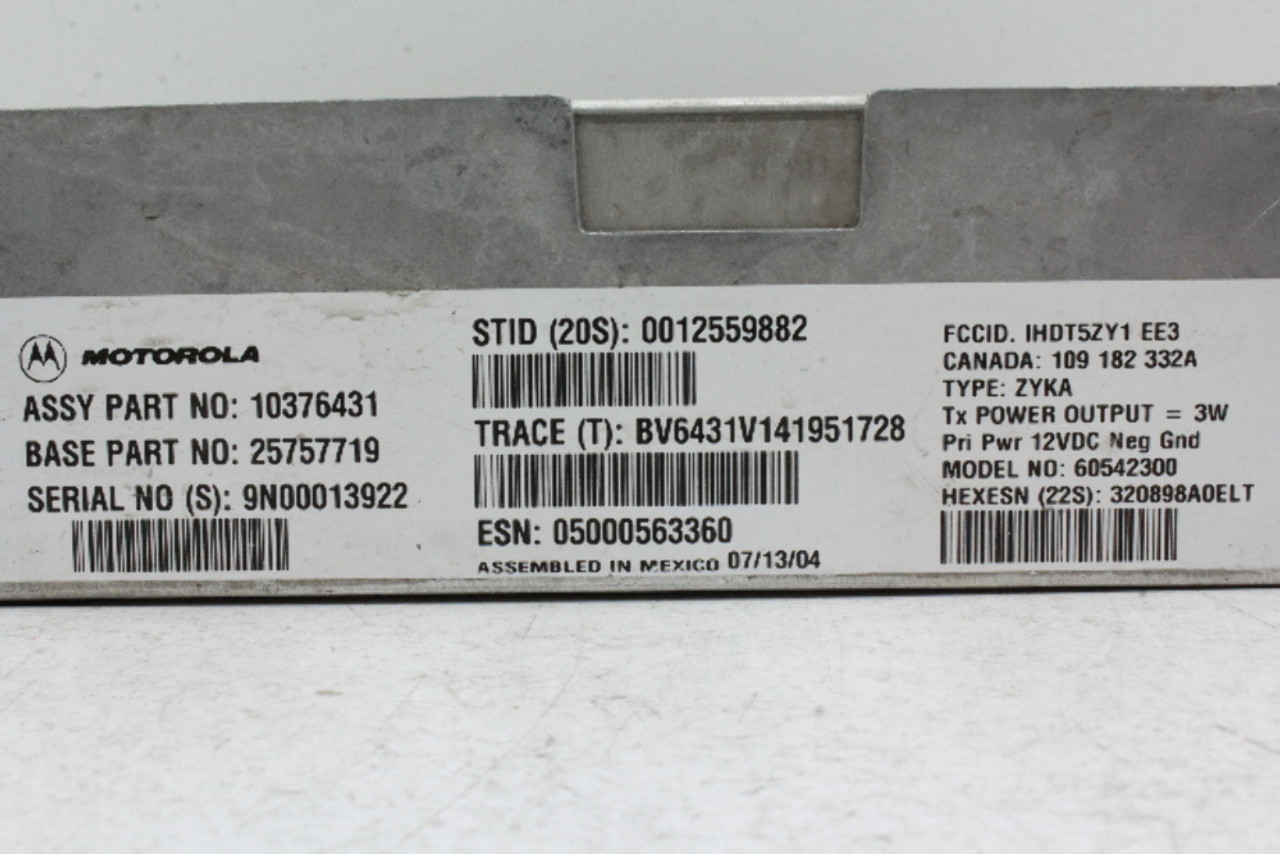 MOTOROLA
ASSY PART NO: 10376431
BASE PART NO: 25757719
SERIAL NO (S): 9N00013922
STID (20S): 0012559882
TRACE (T): BV6431V141951728
ESN: 05000563360
ASSEMBLED IN MEXICO 07/13/04
FCCID. IHDT5ZY1 EE3
CANADA: 109 182 332A
TYPE: ZYKA
Tx POWER OUTPUT = 3W
Pri Pwr 12VDC Neg Gnd
MODEL NO: 60542300
HEXESN (22S): 320898A0ELT